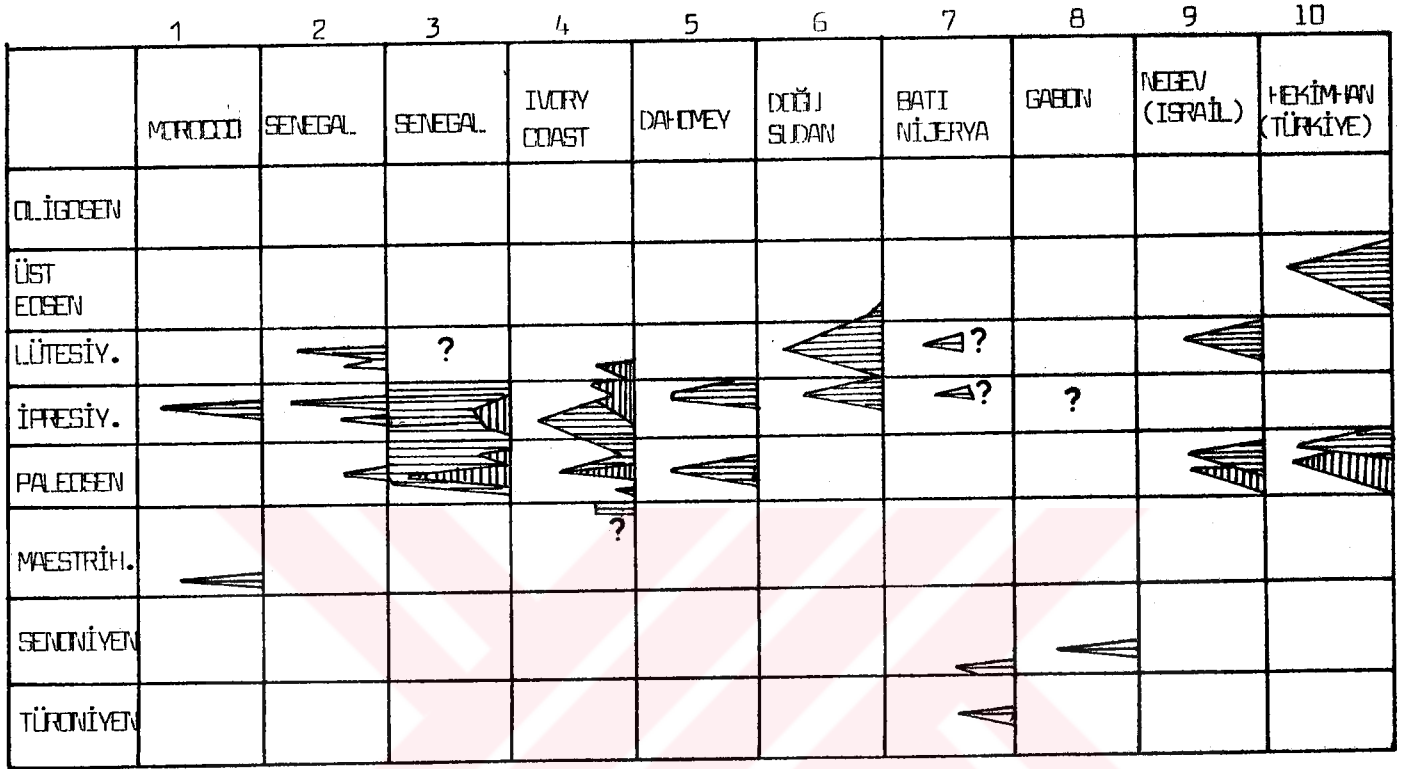 1 2 3 4 5 6 7 8 9 10
MOROCCO SENEGAL SENEGAL IVORY COAST DAHOMEY DOĞU SUDAN BATI NİJERYA GABON NEGEV (ISRAİL) HEKİMHAN (TÜRKİYE)
OLİGOSEN
ÜST
EOSEN
LÜTESİY. ? ?
İPRESİY. ? ?
PALEOSEN
?
MAESTRİH.
SENONİYEN
TÜRONİYEN